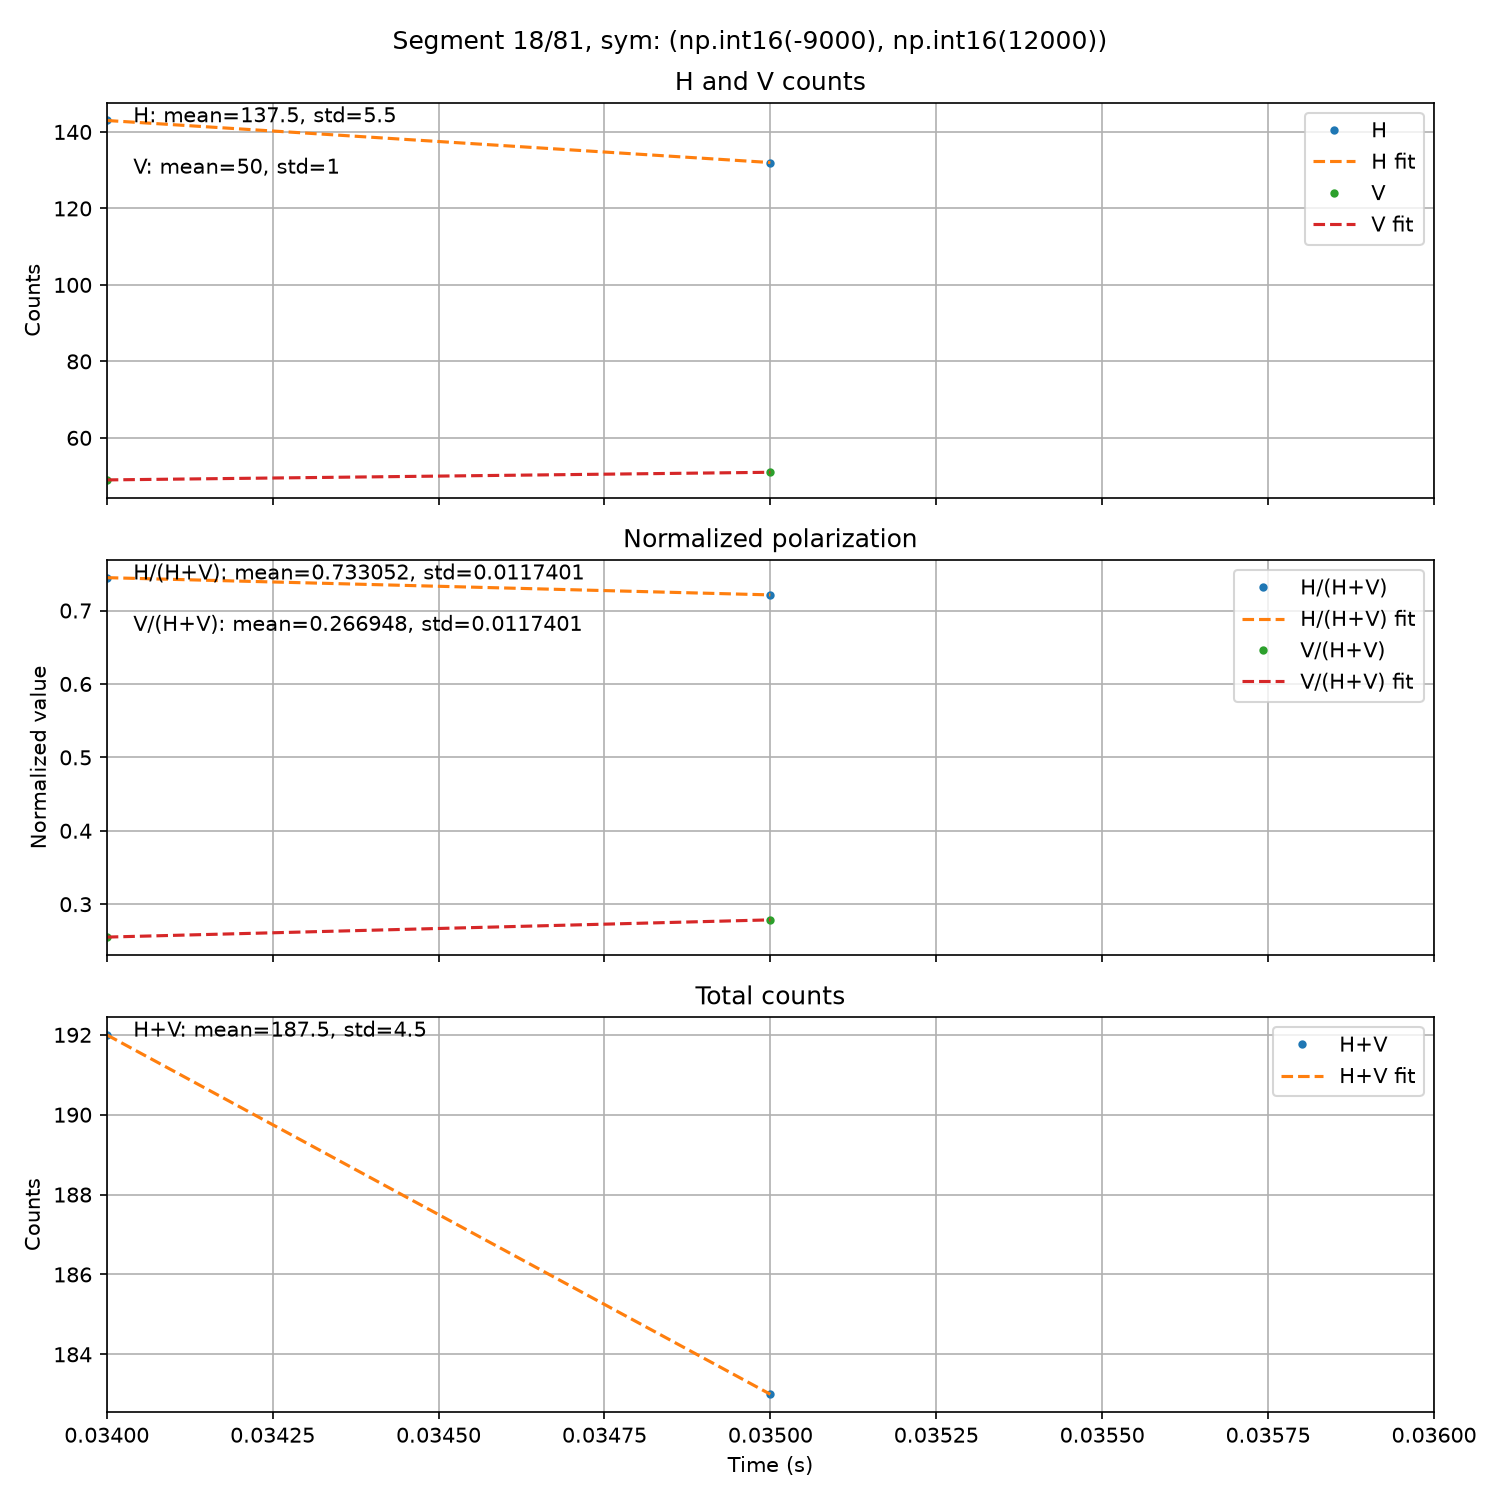 Segment 18/81, sym: (np.int16(-9000), np.int16(12000))
H and V counts
H: mean=137.5, std=5.5
V: mean=50, std=1
H
H fit
V
V fit
140
120
100
80
60
Counts
Normalized polarization
H/(H+V): mean=0.733052, std=0.0117401
V/(H+V): mean=0.266948, std=0.0117401
H/(H+V)
H/(H+V) fit
V/(H+V)
V/(H+V) fit
0.7
0.6
0.5
0.4
0.3
Normalized value
Total counts
H+V: mean=187.5, std=4.5
H+V
H+V fit
192
190
188
186
184
Counts
0.03400 0.03425 0.03450 0.03475 0.03500 0.03525 0.03550 0.03575 0.03600
Time (s)